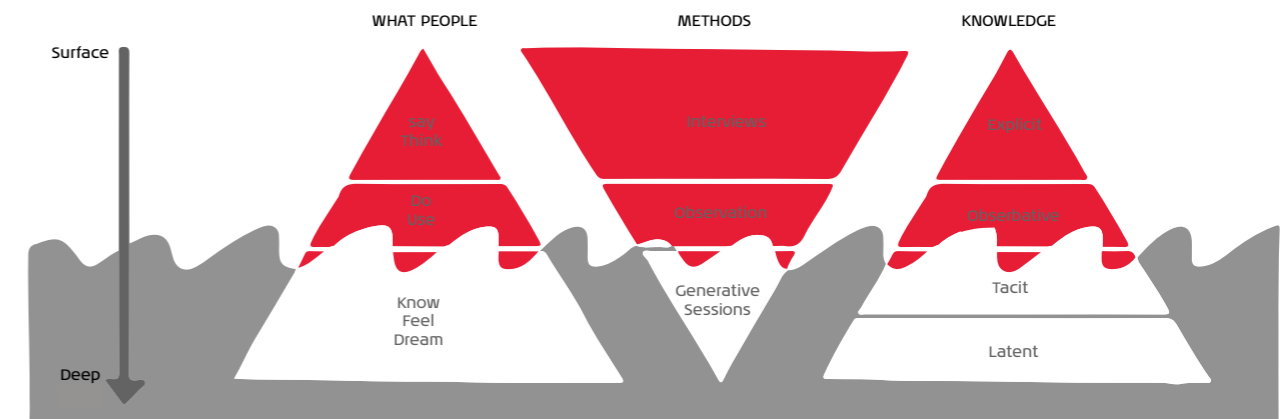 WHAT PEOPLE
METHODS
KNOWLEDGE
Surface
Say
Think
Interviews
Explicit
Do
Use
Observation
Obserbative
Know
Feel
Dream
Generative
Sessions
Tacit
Latent
Deep